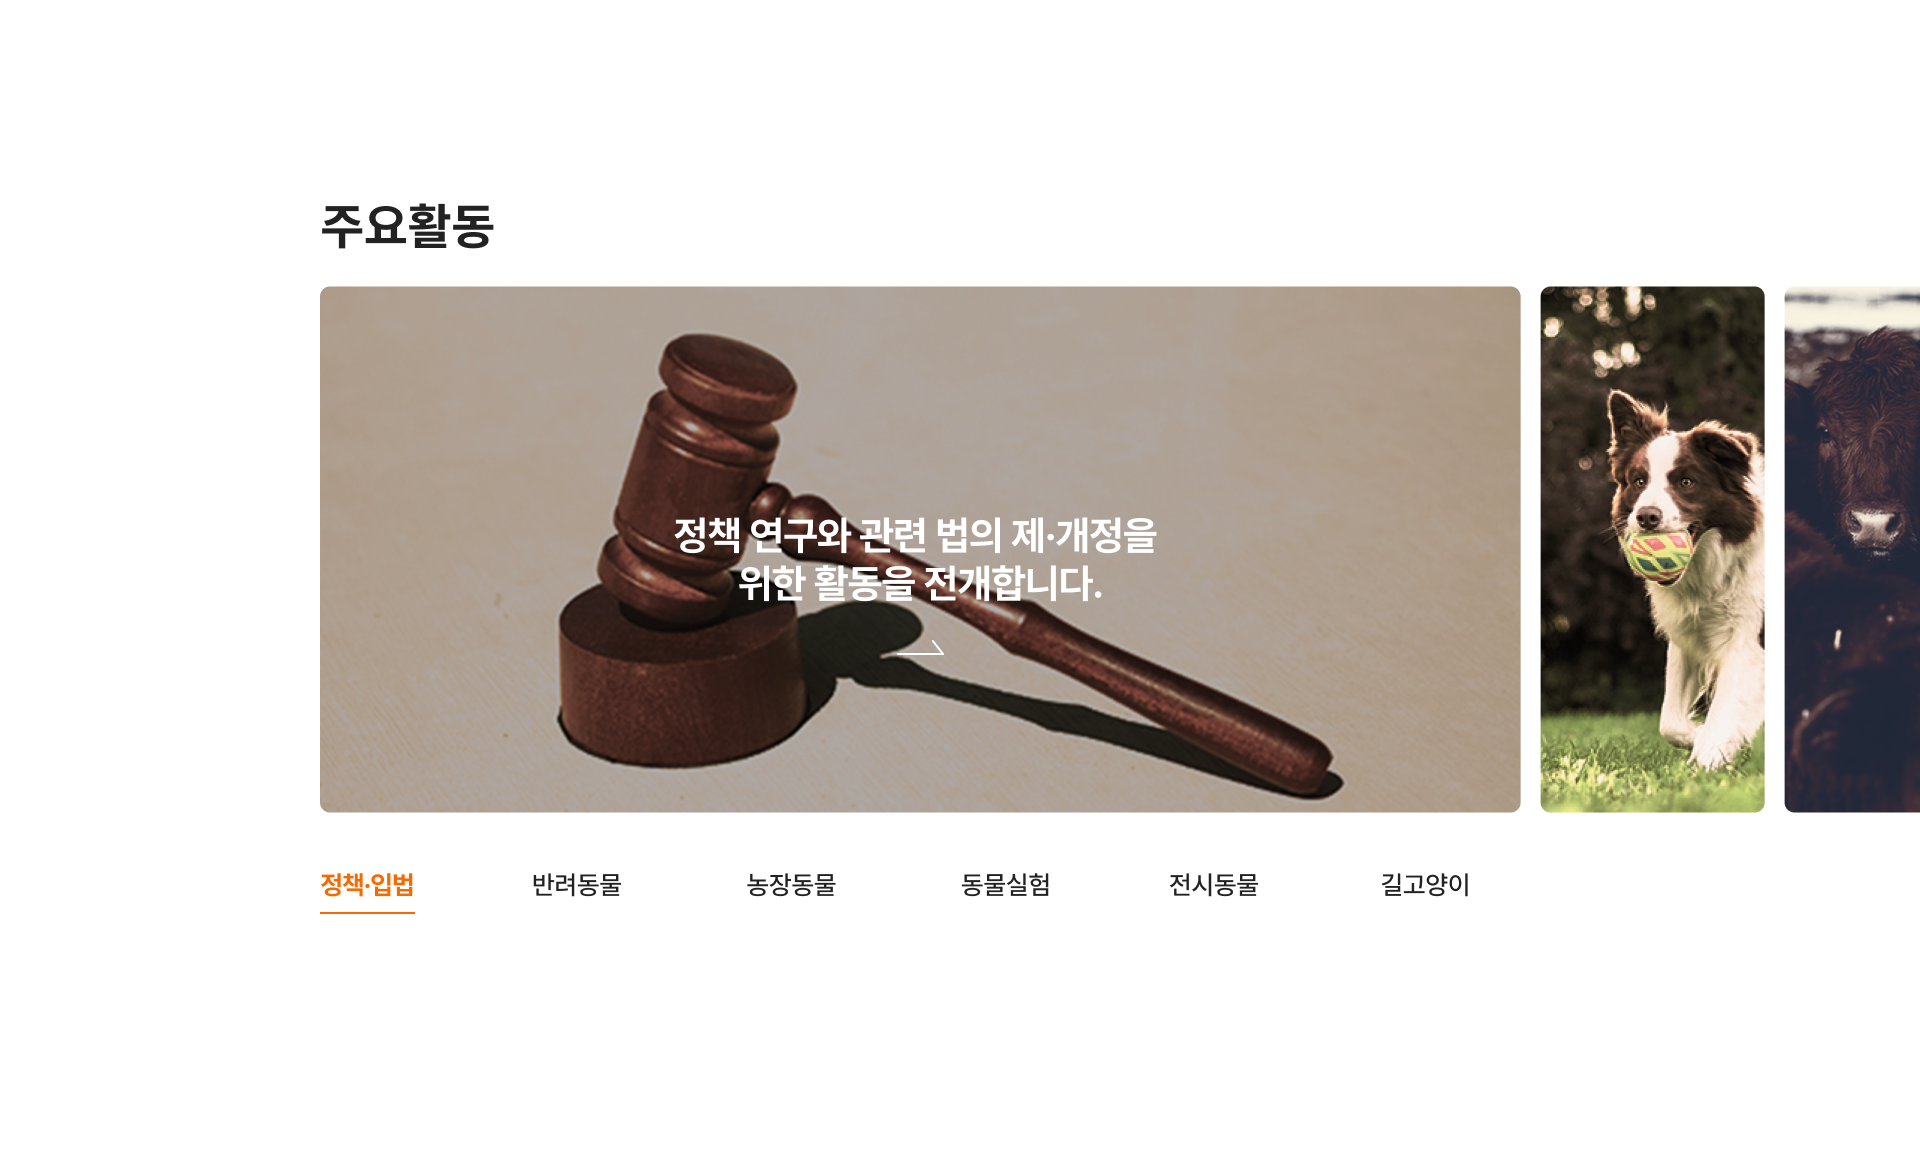 주요활동
정책 연구와 관련 법의 제·개정을
위한 활동을 전개합니다.
정책·입법
반려동물
농장동물
동물실험
전시동물
길고양이